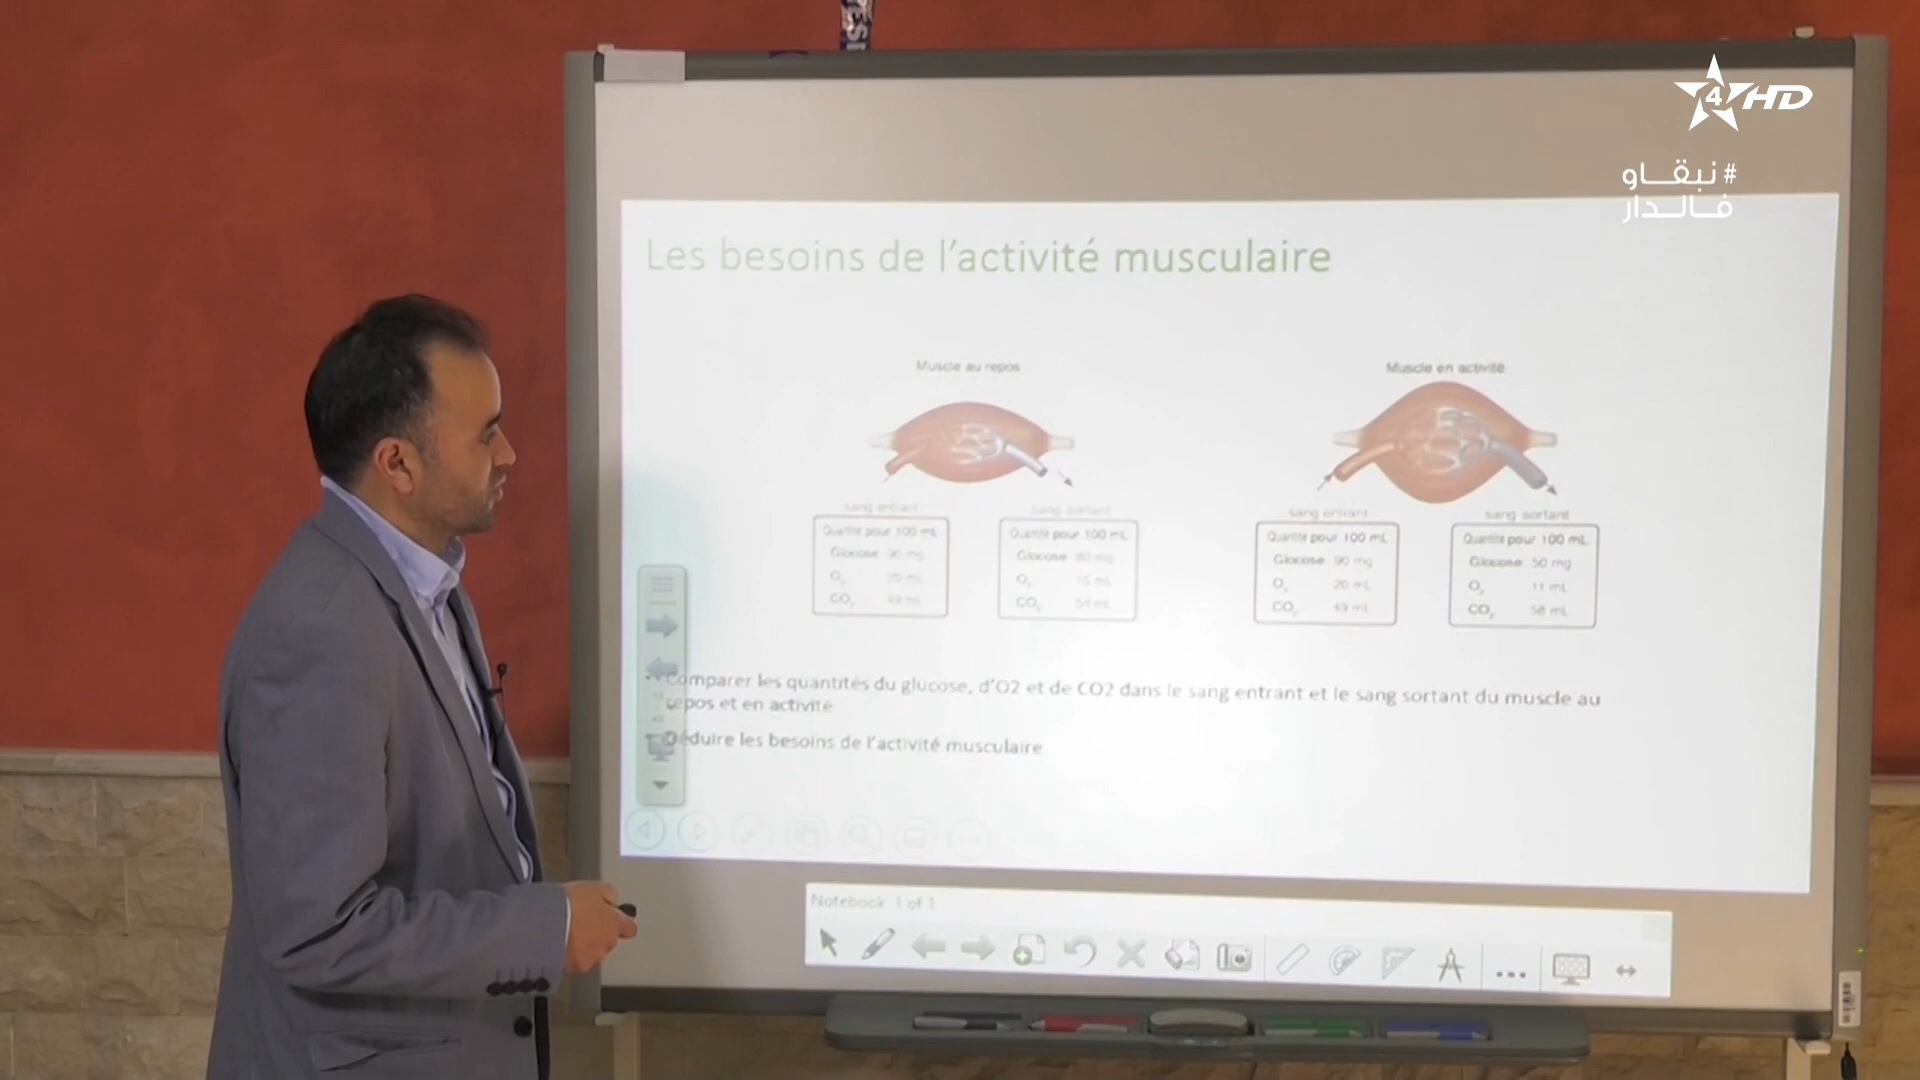 ESI
4 HD
#نبقاو
فالدار
Les besoins de l'activité musculaire
Muscle au repos
Muscle en activité
sang entrant
sang sortant
sang entrant
sang sortant
Quantité pour 100 mL
Glucose 90 mg
O2 20 mL
CO2 49 mL
Quantité pour 100 mL
Glucose 80 mg
O2 15 mL
CO2 54 mL
Quantité pour 100 mL
Glucose 90 mg
O2 20 mL
CO2 49 mL
Quantité pour 100 mL
Glucose 50 mg
O2 11 mL
CO2 58 mL
• Comparer les quantités du glucose, d'O2 et de CO2 dans le sang entrant et le sang sortant du muscle au
repos et en activité
• Déduire les besoins de l'activité musculaire
Notebook 1 of 1